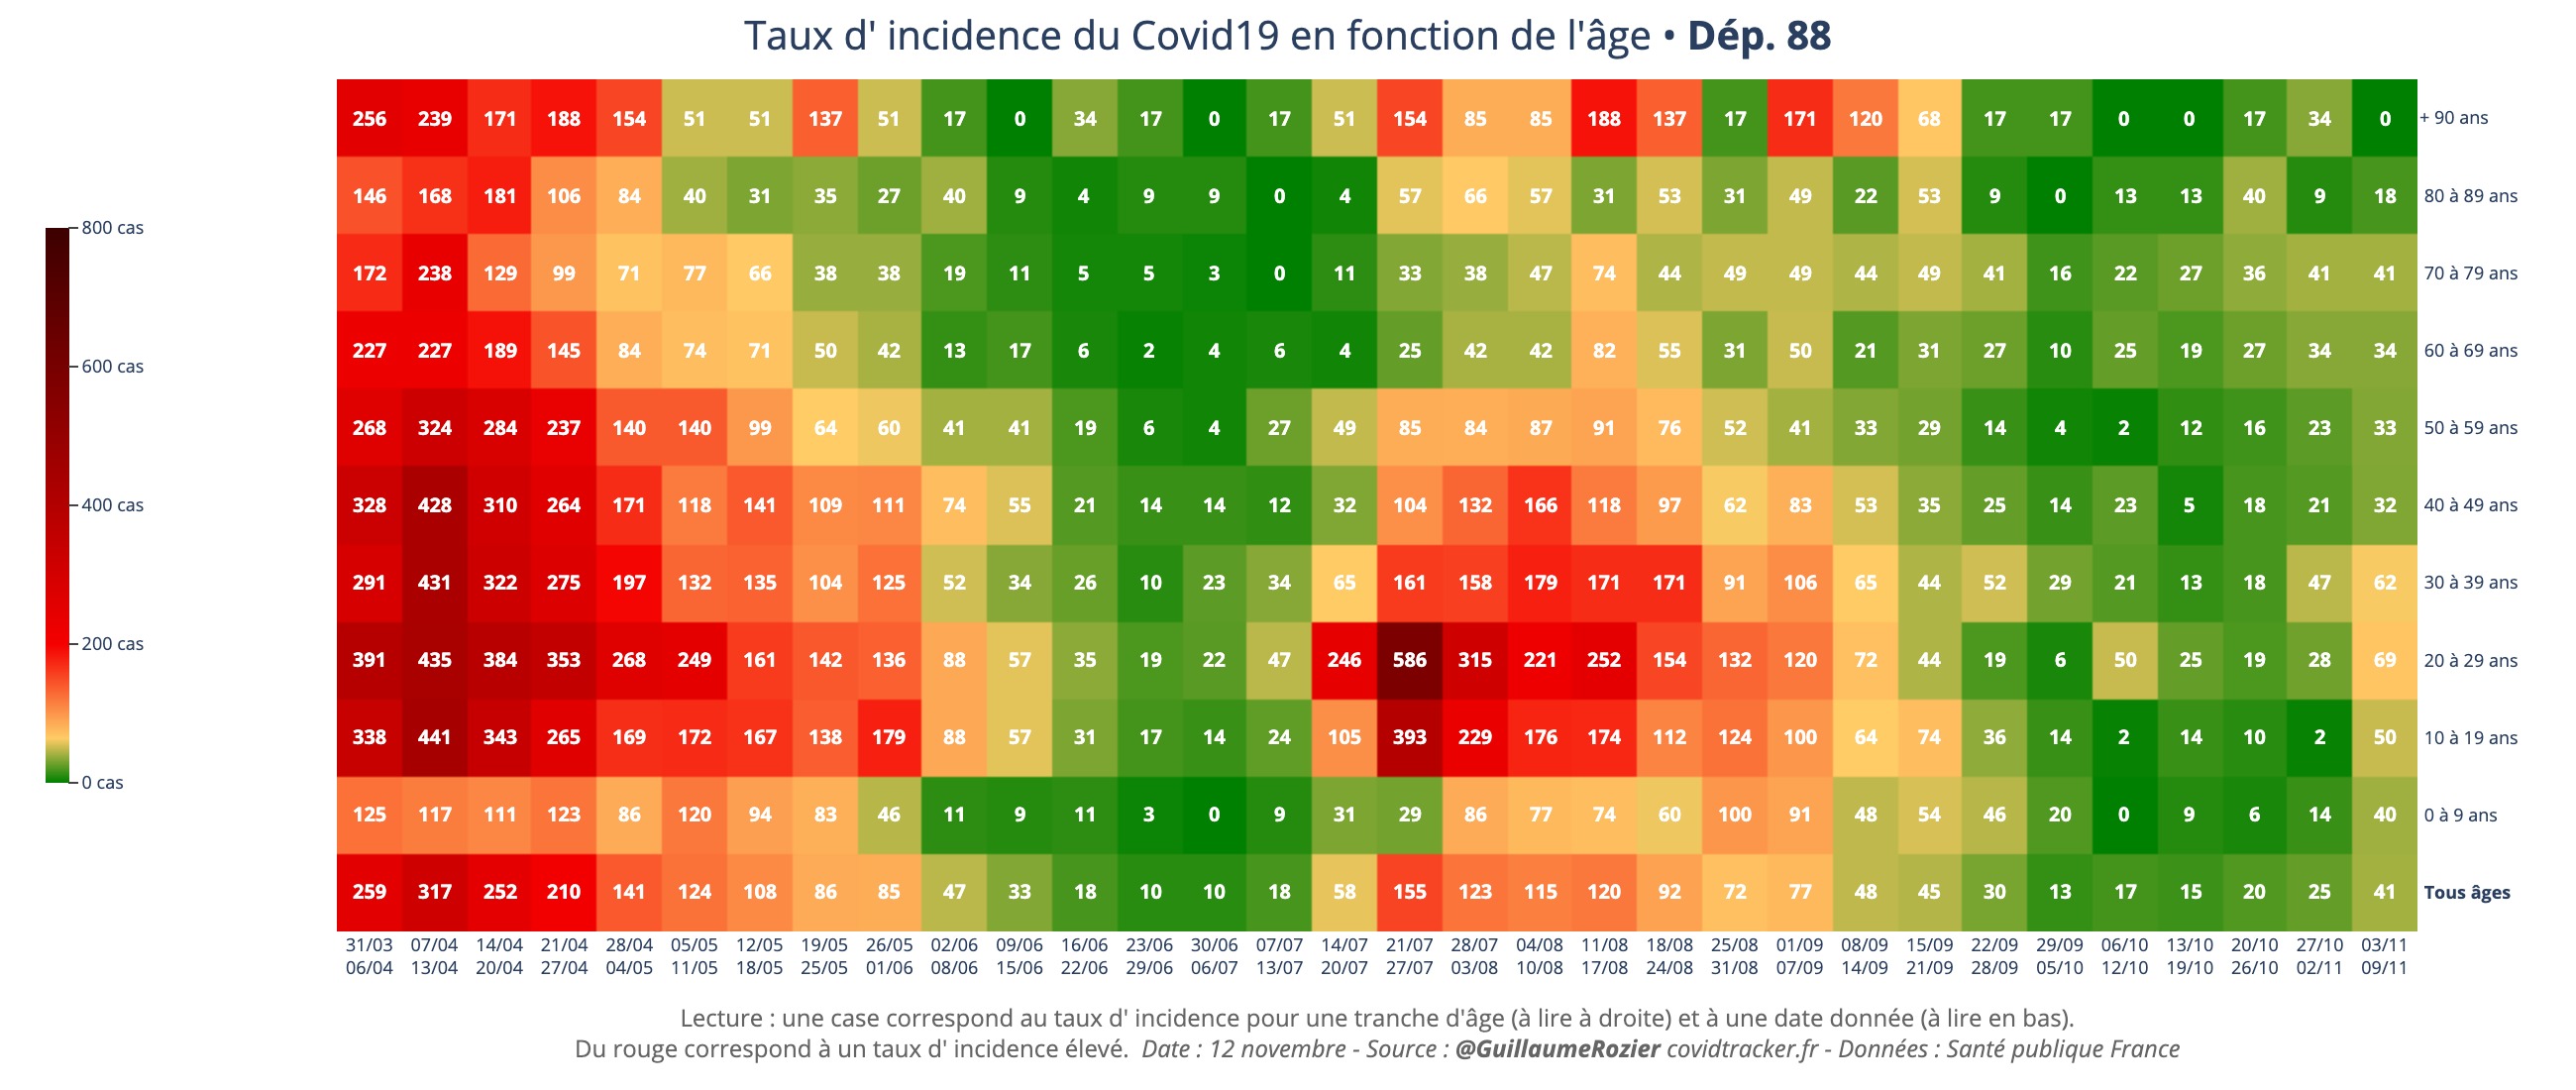 Taux d' incidence du Covid19 en fonction de l'âge • Dép. 88
800 cas
600 cas
400 cas
200 cas
0 cas
256 239 171 188 154 51 51 137 51 17 0 34 17 0 17 51 154 85 85 188 137 17 171 120 68 17 17 0 0 17 34 0 + 90 ans
146 168 181 106 84 40 31 35 27 40 9 4 9 9 0 4 57 66 57 31 53 31 49 22 53 9 0 13 13 40 9 18 80 à 89 ans
172 238 129 99 71 77 66 38 38 19 11 5 5 3 0 11 33 38 47 74 44 49 49 44 49 41 16 22 27 36 41 41 70 à 79 ans
227 227 189 145 84 74 71 50 42 13 17 6 2 4 6 4 25 42 42 82 55 31 50 21 31 27 10 25 19 27 34 34 60 à 69 ans
268 324 284 237 140 140 99 64 60 41 41 19 6 4 27 49 85 84 87 91 76 52 41 33 29 14 4 2 12 16 23 33 50 à 59 ans
328 428 310 264 171 118 141 109 111 74 55 21 14 14 12 32 104 132 166 118 97 62 83 53 35 25 14 23 5 18 21 32 40 à 49 ans
291 431 322 275 197 132 135 104 125 52 34 26 10 23 34 65 161 158 179 171 171 91 106 65 44 52 29 21 13 18 47 62 30 à 39 ans
391 435 384 353 268 249 161 142 136 88 57 35 19 22 47 246 586 315 221 252 154 132 120 72 44 19 6 50 25 19 28 69 20 à 29 ans
338 441 343 265 169 172 167 138 179 88 57 31 17 14 24 105 393 229 176 174 112 124 100 64 74 36 14 2 14 10 2 50 10 à 19 ans
125 117 111 123 86 120 94 83 46 11 9 11 3 0 9 31 29 86 77 74 60 100 91 48 54 46 20 0 9 6 14 40 0 à 9 ans
259 317 252 210 141 124 108 86 85 47 33 18 10 10 18 58 155 123 115 120 92 72 77 48 45 30 13 17 15 20 25 41 Tous âges
31/03 07/04 14/04 21/04 28/04 05/05 12/05 19/05 26/05 02/06 09/06 16/06 23/06 30/06 07/07 14/07 21/07 28/07 04/08 11/08 18/08 25/08 01/09 08/09 15/09 22/09 29/09 06/10 13/10 20/10 27/10 03/11
06/04 13/04 20/04 27/04 04/05 11/05 18/05 25/05 01/06 08/06 15/06 22/06 29/06 06/07 13/07 20/07 27/07 03/08 10/08 17/08 24/08 31/08 07/09 14/09 21/09 28/09 05/10 12/10 19/10 26/10 02/11 09/11
Lecture : une case correspond au taux d' incidence pour une tranche d'âge (à lire à droite) et à une date donnée (à lire en bas).
Du rouge correspond à un taux d' incidence élevé. Date : 12 novembre - Source : @GuillaumeRozier covidtracker.fr - Données : Santé publique France